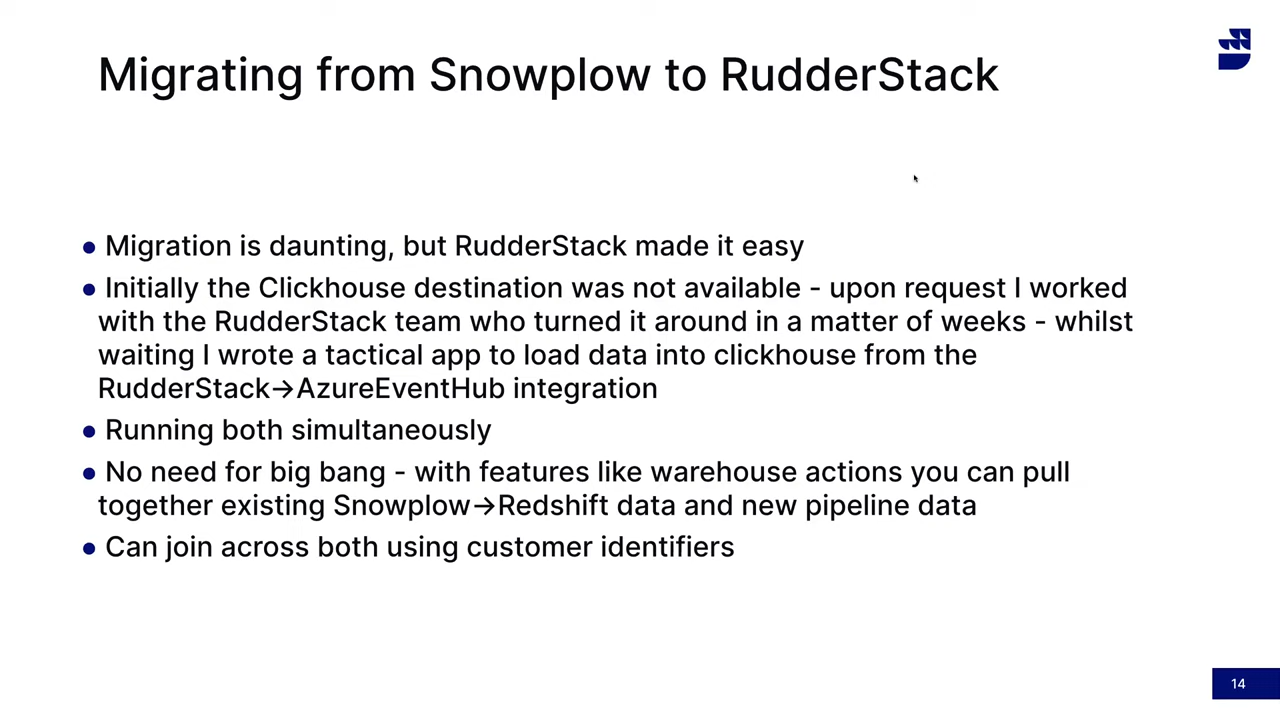 Migrating from Snowplow to RudderStack
● Migration is daunting, but RudderStack made it easy
● Initially the Clickhouse destination was not available - upon request I worked
with the RudderStack team who turned it around in a matter of weeks - whilst
waiting I wrote a tactical app to load data into clickhouse from the
RudderStack→AzureEventHub integration
● Running both simultaneously
● No need for big bang - with features like warehouse actions you can pull
together existing Snowplow→Redshift data and new pipeline data
● Can join across both using customer identifiers
14